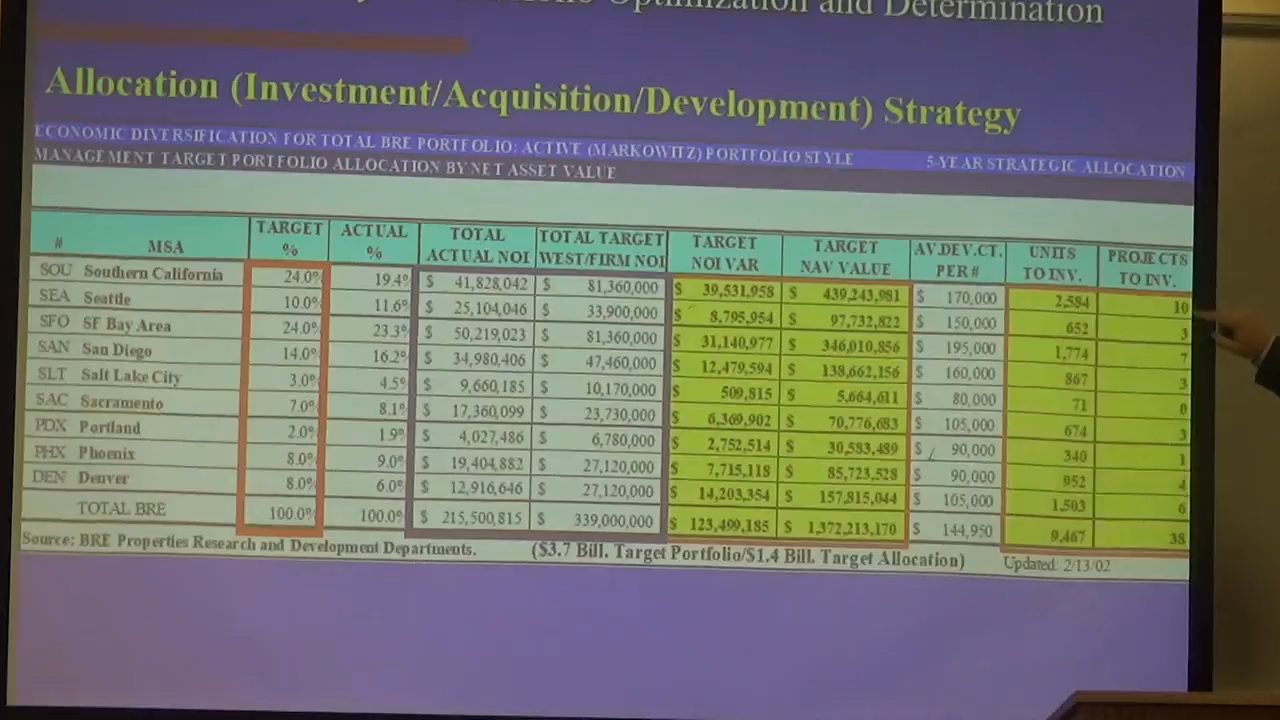 Optimization and Determination
Allocation (Investment/Acquisition/Development) Strategy
ECONOMIC DIVERSIFICATION FOR TOTAL BRE PORTFOLIO: ACTIVE (MARKOWITZ) PORTFOLIO STYLE 5-YEAR STRATEGIC ALLOCATION
MANAGEMENT TARGET PORTFOLIO ALLOCATION BY NET ASSET VALUE
# MSA TARGET % ACTUAL % TOTAL ACTUAL NOI TOTAL TARGET WEST/FIRM NOI TARGET NOI VAR TARGET NAV VALUE AV.DEV.CT. PER/# UNITS TO INV. PROJECTS TO INV.
SOU Southern California 24.0% 19.4% $ 41,828,042 $ 81,360,000 $ 39,531,958 $ 439,243,981 $ 170,000 2,584 10
SEA Seattle 10.0% 11.6% $ 25,104,046 $ 33,900,000 $ 8,795,954 $ 97,732,822 $ 150,000 652 3
SFO SF Bay Area 24.0% 23.3% $ 50,219,023 $ 81,360,000 $ 31,140,977 $ 346,010,856 $ 195,000 1,774 7
SAN San Diego 14.0% 16.2% $ 34,980,406 $ 47,460,000 $ 12,479,594 $ 138,662,156 $ 160,000 867 3
SLT Salt Lake City 3.0% 4.5% $ 9,660,185 $ 10,170,000 $ 509,815 $ 5,664,611 $ 80,000 71 0
SAC Sacramento 7.0% 8.1% $ 17,360,099 $ 23,730,000 $ 6,369,902 $ 70,776,683 $ 105,000 674 3
PDX Portland 2.0% 1.9% $ 4,027,486 $ 6,780,000 $ 2,752,514 $ 30,583,489 $ 90,000 340 1
PHX Phoenix 8.0% 9.0% $ 19,404,882 $ 27,120,000 $ 7,715,118 $ 85,723,528 $ 90,000 952 4
DEN Denver 8.0% 6.0% $ 12,916,646 $ 27,120,000 $ 14,203,354 $ 157,815,044 $ 105,000 1,503 6
TOTAL BRE 100.0% 100.0% $ 215,500,815 $ 339,000,000 $ 123,499,185 $ 1,372,213,170 $ 144,950 9,467 38
Source: BRE Properties Research and Development Departments. ($3.7 Bill. Target Portfolio/$1.4 Bill. Target Allocation) Updated: 2/13/02